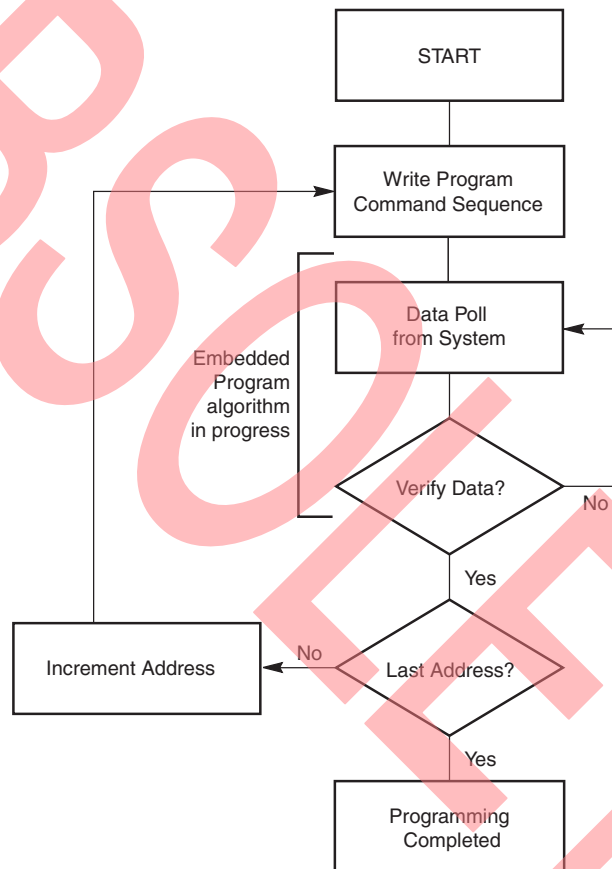 START
Write Program
Command Sequence
Data Poll
from System
Embedded
Program
algorithm
in progress
Verify Data?
No
Yes
No
Increment Address
Last Address?
Yes
Programming
Completed